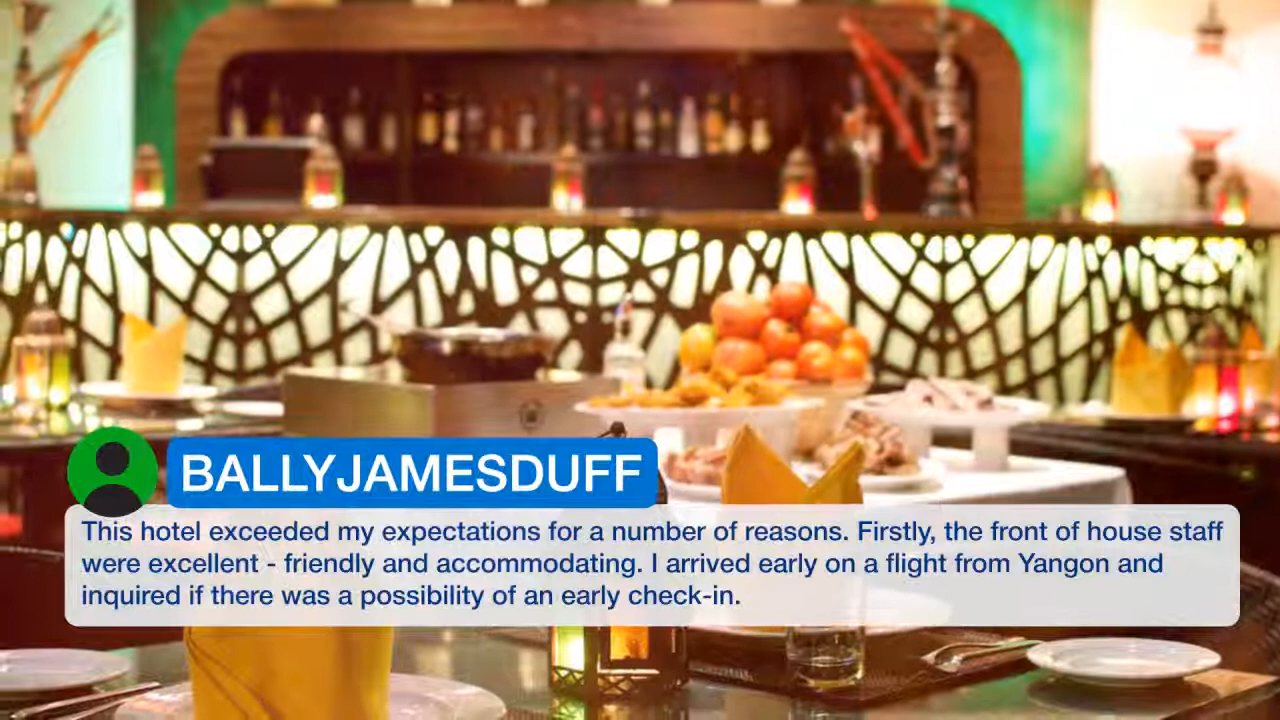 BALLYJAMESDUFF
This hotel exceeded my expectations for a number of reasons. Firstly, the front of house staff
were excellent - friendly and accommodating. I arrived early on a flight from Yangon and
inquired if there was a possibility of an early check-in.